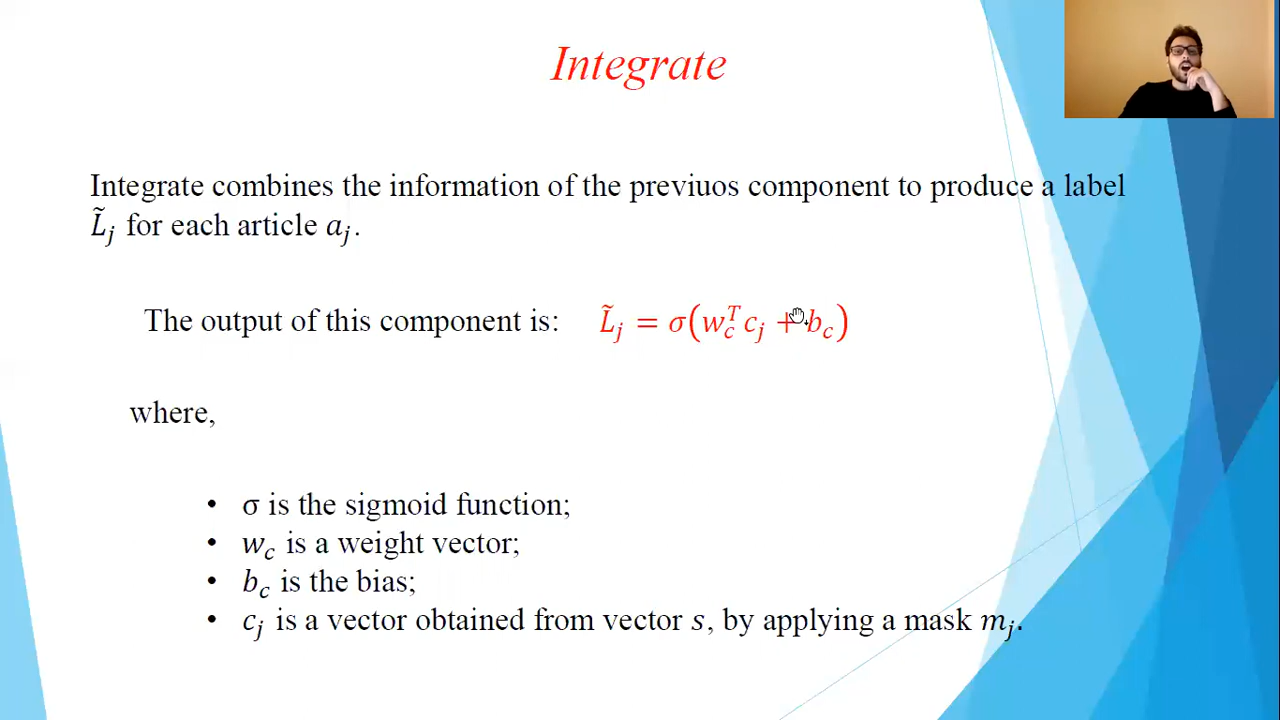 Integrate
Integrate combines the information of the previuos component to produce a label
L̃ⱼ for each article aⱼ.
The output of this component is: L̃ⱼ = σ(w_c^T cⱼ + b_c)
where,
• σ is the sigmoid function;
• w_c is a weight vector;
• b_c is the bias;
• cⱼ is a vector obtained from vector s, by applying a mask mⱼ.